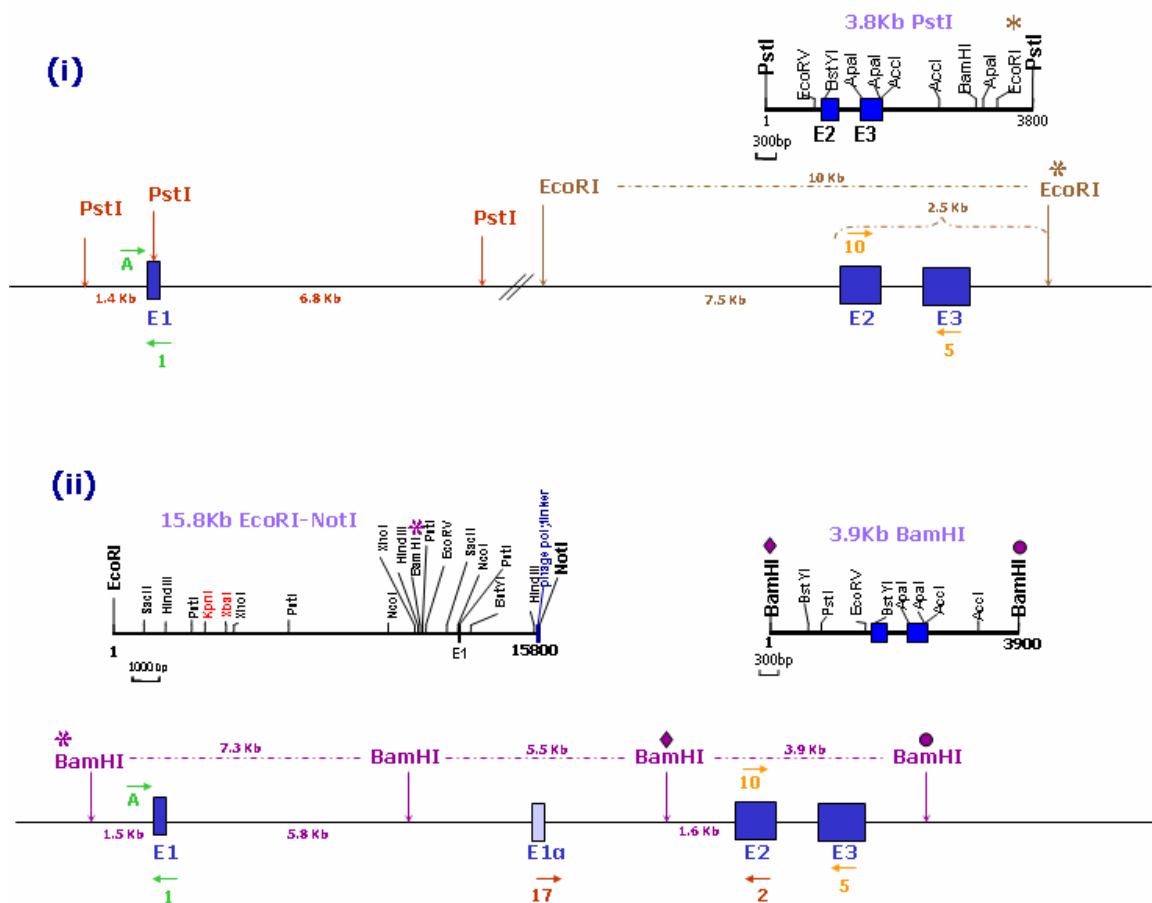 (i)
3.8Kb PstI
*
PstI
EcoRV
BstYI
ApaI
ApaI
AccI
AccI
BamHI
ApaI
EcoRI
PstI
1
E2
E3
3800
300bp
PstI
PstI
PstI
EcoRI
10 Kb
*
EcoRI
2.5 Kb
A
10
1.4 Kb
6.8 Kb
7.5 Kb
E1
E2
E3
1
5
(ii)
15.8Kb EcoRI-NotI
*
EcoRI
SacII
HindIII
PstI
KpnI
XbaI
XhoI
PstI
NcoI
XhoI
HindIII
BamHI
PstI
EcoRV
SacII
NcoI
PstI
BstYI
HindIII
phage polylinker
NotI
1
E1
15800
1000bp
3.9Kb BamHI
BamHI
BstYI
PstI
EcoRV
BstYI
ApaI
ApaI
AccI
AccI
BamHI
1
3900
300bp
*
BamHI
7.3 Kb
BamHI
5.5 Kb
BamHI
3.9 Kb
BamHI
A
10
1.5 Kb
5.8 Kb
1.6 Kb
E1
E1α
E2
E3
1
17
2
5